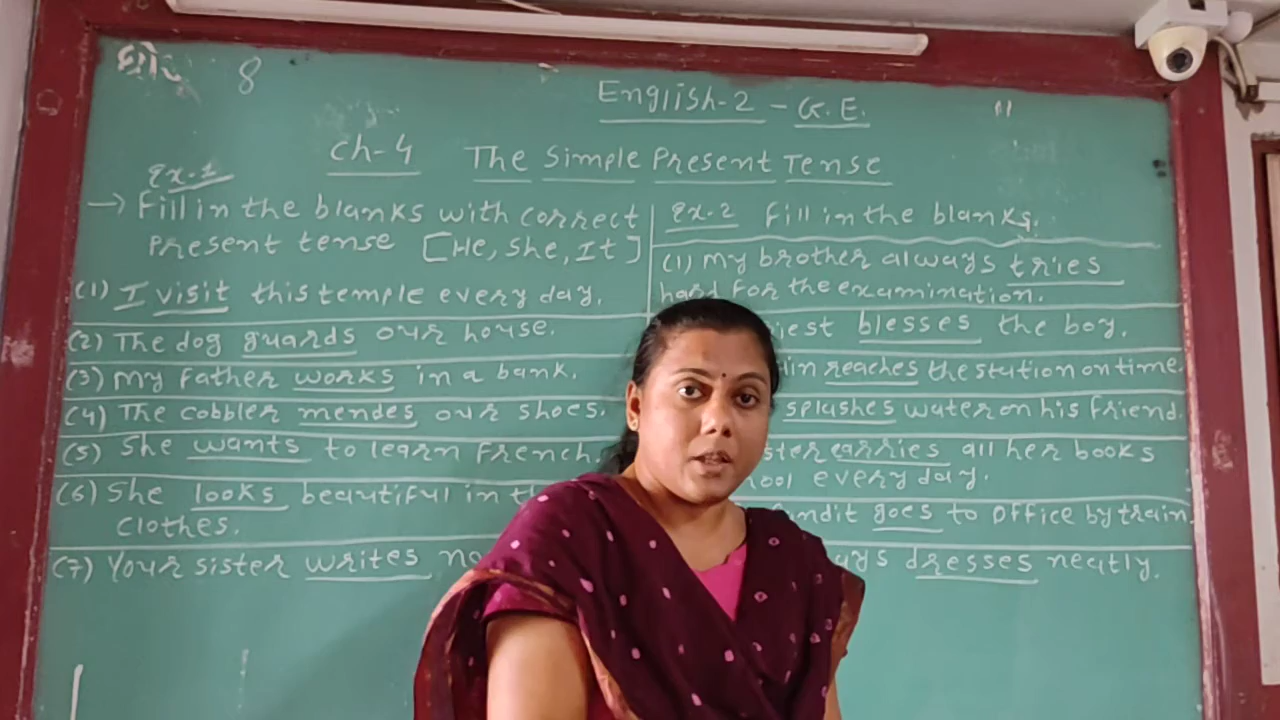 ધો. 8
English-2 - G.E.
Ch-4 The Simple Present Tense
Ex-1
→ Fill in the blanks with correct
Present tense [He, She, It]
(1) I visit this temple every day.
(2) The dog guards our house.
(3) My Father works in a bank.
(4) The cobbler mendes our shoes.
(5) She wants to learn French.
(6) She looks beautiful in
clothes.
(7) Your sister writes
Ex-2 Fill in the blanks.
(1) My brother always tries
hard for the examination.
blesses the boy.
reaches the station on time.
splushes water on his friend.
carries all her books
every day.
goes to office by train.
dresses neatly.